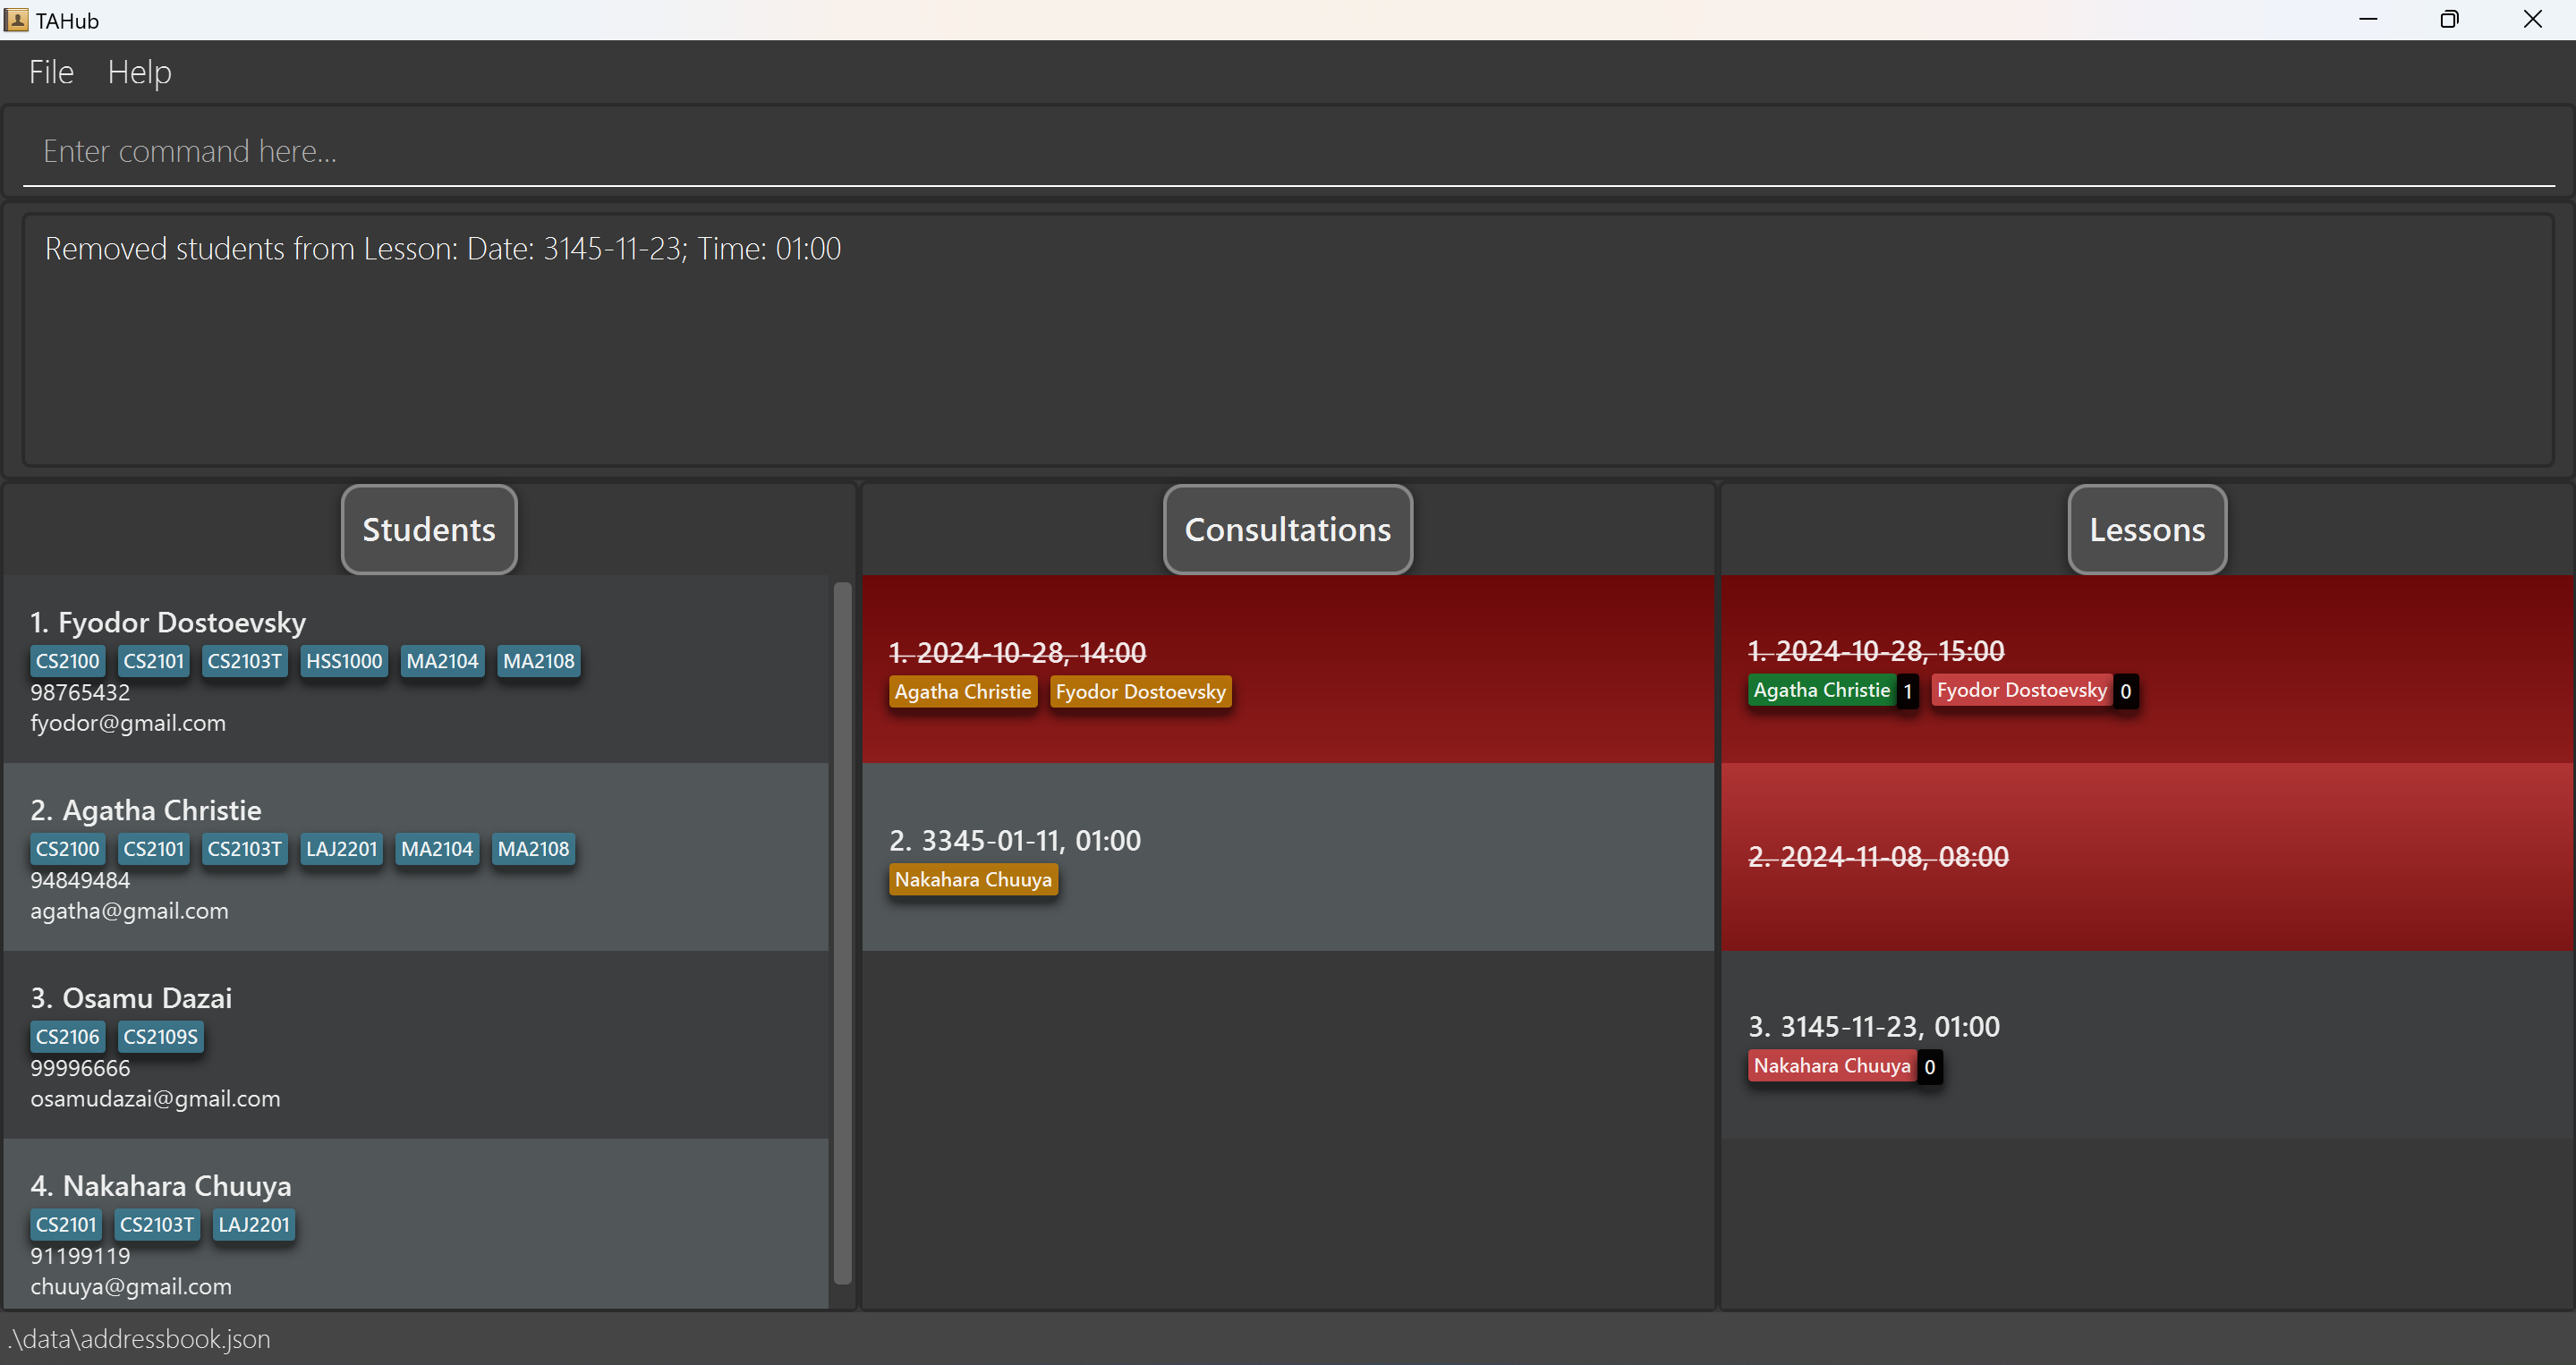 TAHub
File Help
Enter command here...
Removed students from Lesson: Date: 3145-11-23; Time: 01:00
Students
1. Fyodor Dostoevsky
CS2100 CS2101 CS2103T HSS1000 MA2104 MA2108
98765432
fyodor@gmail.com
2. Agatha Christie
CS2100 CS2101 CS2103T LAJ2201 MA2104 MA2108
94849484
agatha@gmail.com
3. Osamu Dazai
CS2106 CS2109S
99996666
osamudazai@gmail.com
4. Nakahara Chuuya
CS2101 CS2103T LAJ2201
91199119
chuuya@gmail.com
Consultations
1. 2024-10-28, 14:00
Agatha Christie Fyodor Dostoevsky
2. 3345-01-11, 01:00
Nakahara Chuuya
Lessons
1. 2024-10-28, 15:00
Agatha Christie 1 Fyodor Dostoevsky 0
2. 2024-11-08, 08:00
3. 3145-11-23, 01:00
Nakahara Chuuya 0
.\data\addressbook.json